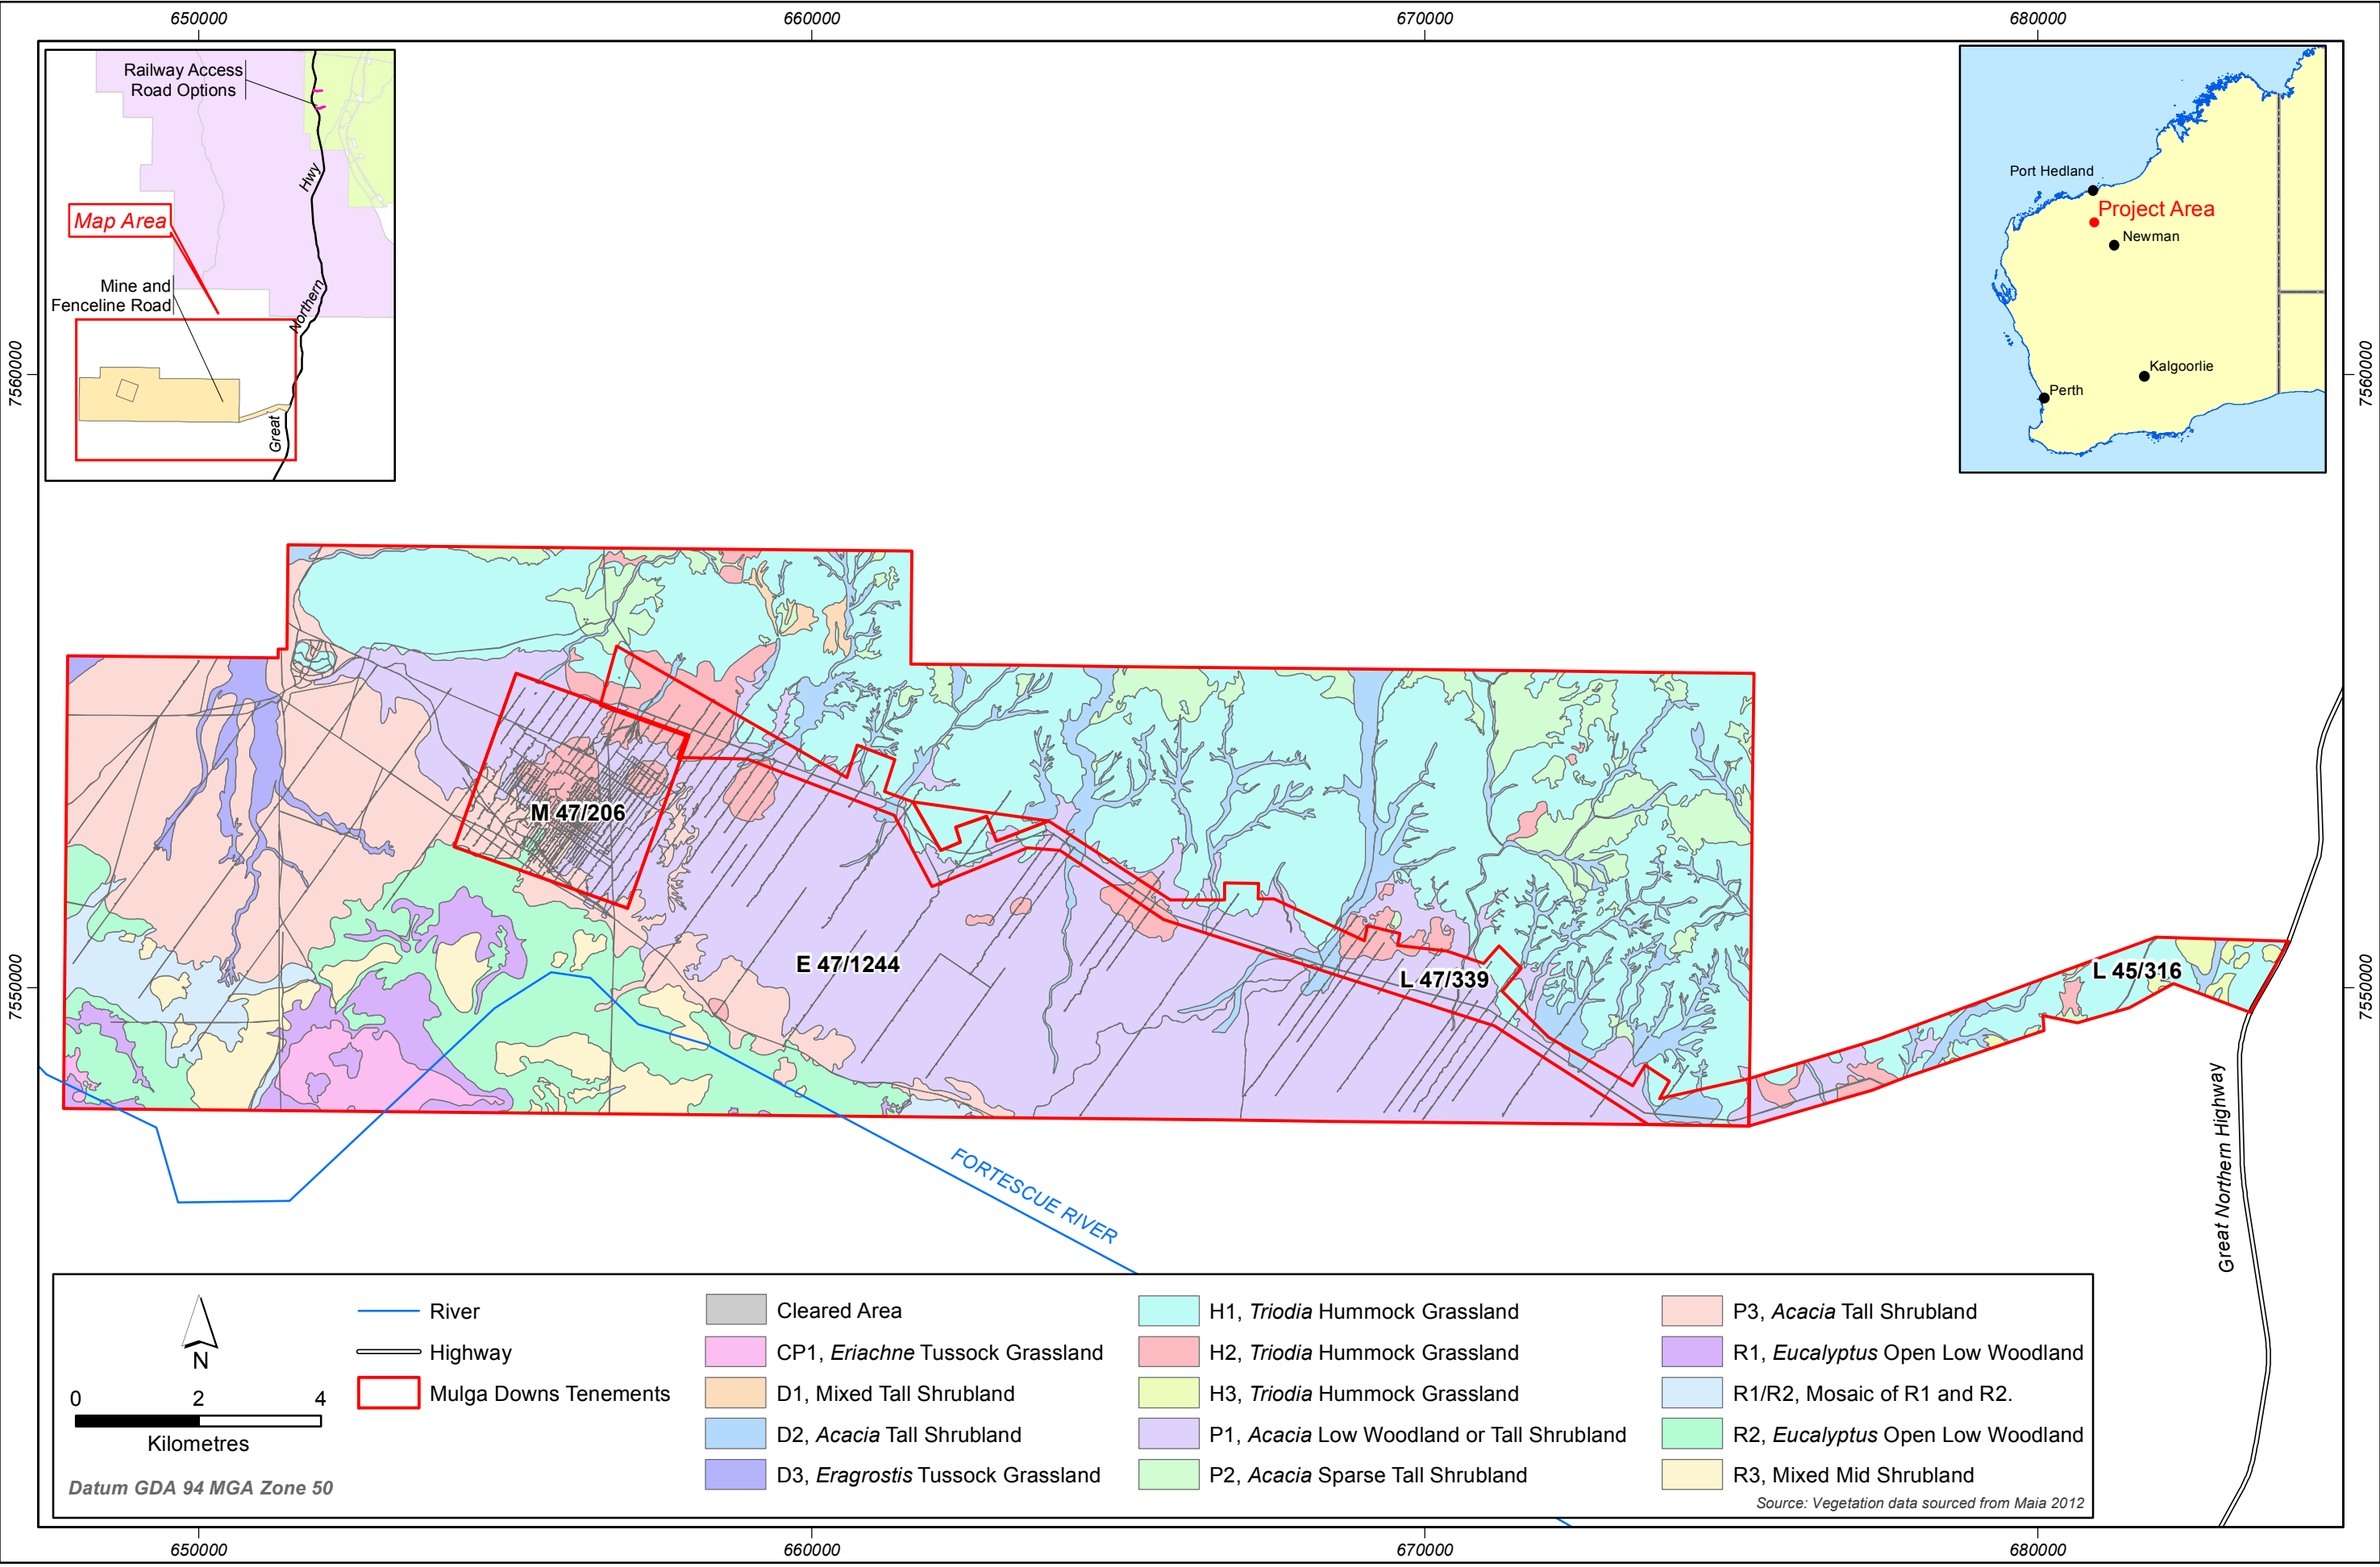 650000
660000
670000
680000
Railway Access
Road Options
Hwy
Map Area
Mine and
Fenceline Road
Northern
Great
Port Hedland
Project Area
Newman
Kalgoorlie
Perth
7560000
7560000
M 47/206
E 47/1244
L 47/339
L 45/316
7550000
7550000
FORTESCUE RIVER
Great Northern Highway
N
0 2 4
Kilometres
Datum GDA 94 MGA Zone 50
River
Highway
Mulga Downs Tenements
Cleared Area
CP1, Eriachne Tussock Grassland
D1, Mixed Tall Shrubland
D2, Acacia Tall Shrubland
D3, Eragrostis Tussock Grassland
H1, Triodia Hummock Grassland
H2, Triodia Hummock Grassland
H3, Triodia Hummock Grassland
P1, Acacia Low Woodland or Tall Shrubland
P2, Acacia Sparse Tall Shrubland
P3, Acacia Tall Shrubland
R1, Eucalyptus Open Low Woodland
R1/R2, Mosaic of R1 and R2.
R2, Eucalyptus Open Low Woodland
R3, Mixed Mid Shrubland
Source: Vegetation data sourced from Maia 2012
650000
660000
670000
680000